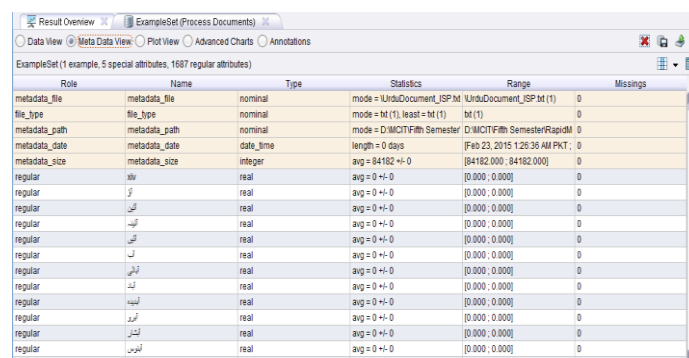 Result Overview ExampleSet (Process Documents)
Data View Meta Data View Plot View Advanced Charts Annotations
ExampleSet (1 example, 5 special attributes, 1687 regular attributes)
Role Name Type Statistics Range Missings
metadata_file metadata_file nominal mode = \UrduDocument_ISP.txt \UrduDocument_ISP.txt (1) 0
file_type file_type nominal mode = txt (1), least = txt (1) txt (1) 0
metadata_path metadata_path nominal mode = D:\MCIT\Fifth Semester' D:\MCIT\Fifth Semester\RapidM 0
metadata_date metadata_date date_time length = 0 days [Feb 23, 2015 1:26:36 AM PKT ; 0
metadata_size metadata_size integer avg = 84182 +/- 0 [84182.000 ; 84182.000] 0
regular xiv real avg = 0 +/- 0 [0.000 ; 0.000] 0
regular real avg = 0 +/- 0 [0.000 ; 0.000] 0
regular real avg = 0 +/- 0 [0.000 ; 0.000] 0
regular real avg = 0 +/- 0 [0.000 ; 0.000] 0
regular real avg = 0 +/- 0 [0.000 ; 0.000] 0
regular آب real avg = 0 +/- 0 [0.000 ; 0.000] 0
regular آبائی real avg = 0 +/- 0 [0.000 ; 0.000] 0
regular آباد real avg = 0 +/- 0 [0.000 ; 0.000] 0
regular آبدیدہ real avg = 0 +/- 0 [0.000 ; 0.000] 0
regular آبرو real avg = 0 +/- 0 [0.000 ; 0.000] 0
regular آبشار real avg = 0 +/- 0 [0.000 ; 0.000] 0
regular آبنوس real avg = 0 +/- 0 [0.000 ; 0.000] 0